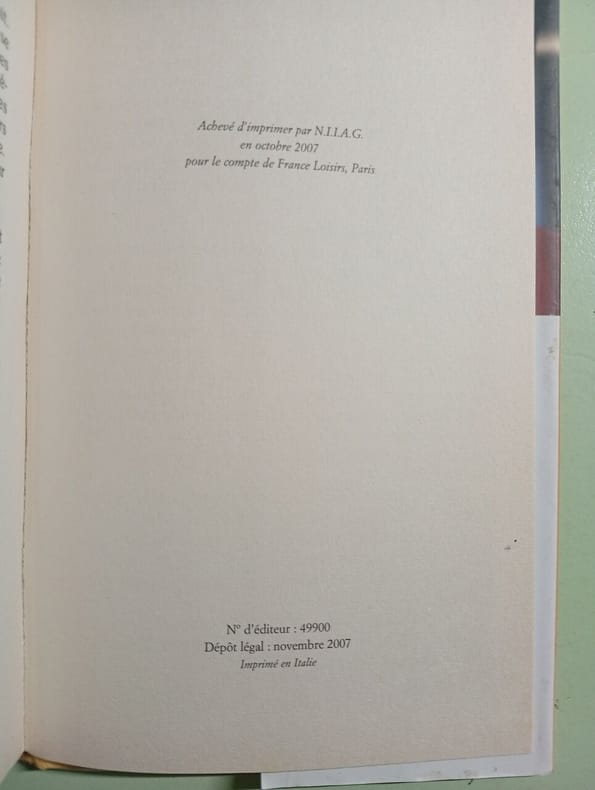 Achevé d'imprimer par N.I.I.A.G.
en octobre 2007
pour le compte de France Loisirs, Paris
N° d'éditeur : 49900
Dépôt légal : novembre 2007
Imprimé en Italie